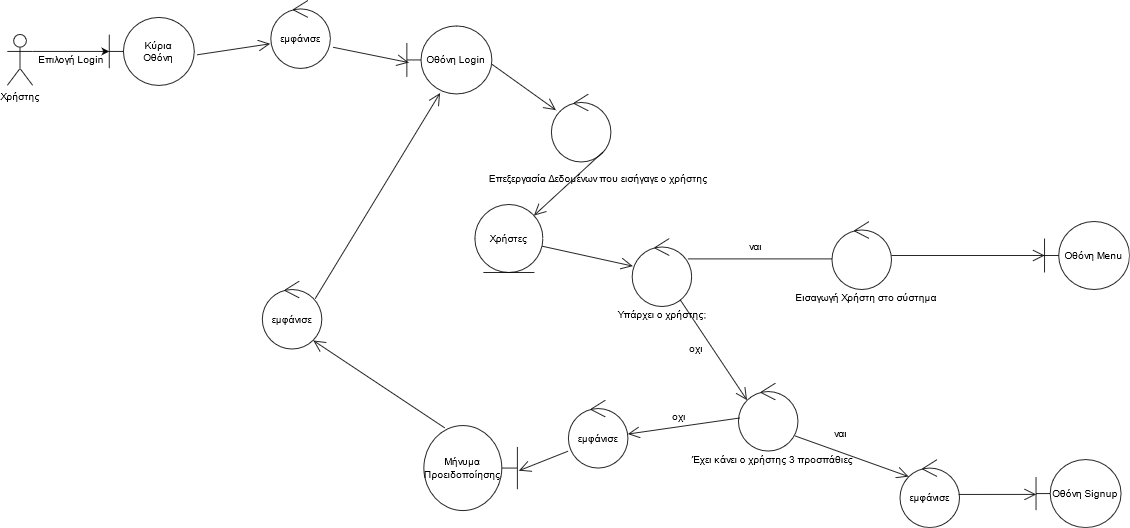 Κύρια
Οθόνη
εμφάνισε
Οθόνη Login
Επιλογή Login
Χρήστης
Επεξεργασία Δεδομένων που εισήγαγε ο χρήστης
Χρήστες
ναι
Οθόνη Menu
Εισαγωγή Χρήστη στο σύστημα
Υπάρχει ο χρήστης;
εμφάνισε
οχι
οχι
ναι
εμφάνισε
Έχει κάνει ο χρήστης 3 προσπάθιες
Μήνυμα
Προειδοποίησης
εμφάνισε
Οθόνη Signup